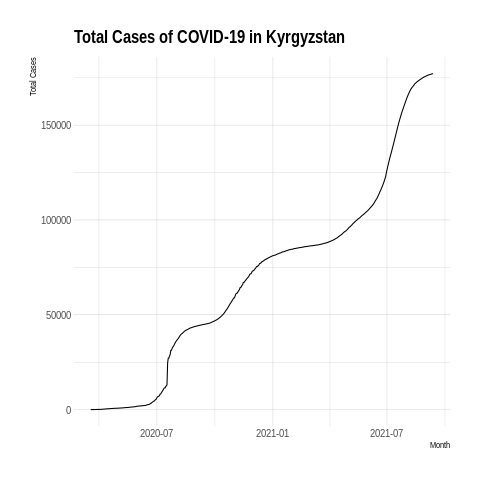 Total Cases of COVID-19 in Kyrgyzstan
Total Cases
150000
100000
50000
0
2020-07 2021-01 2021-07
Month